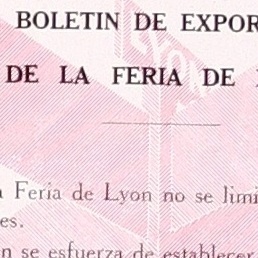 BOLETIN DE EXPOR
DE LA FERIA DE
LYON
Feria de Lyon no se limi
es.
n se esfuerza de establecer